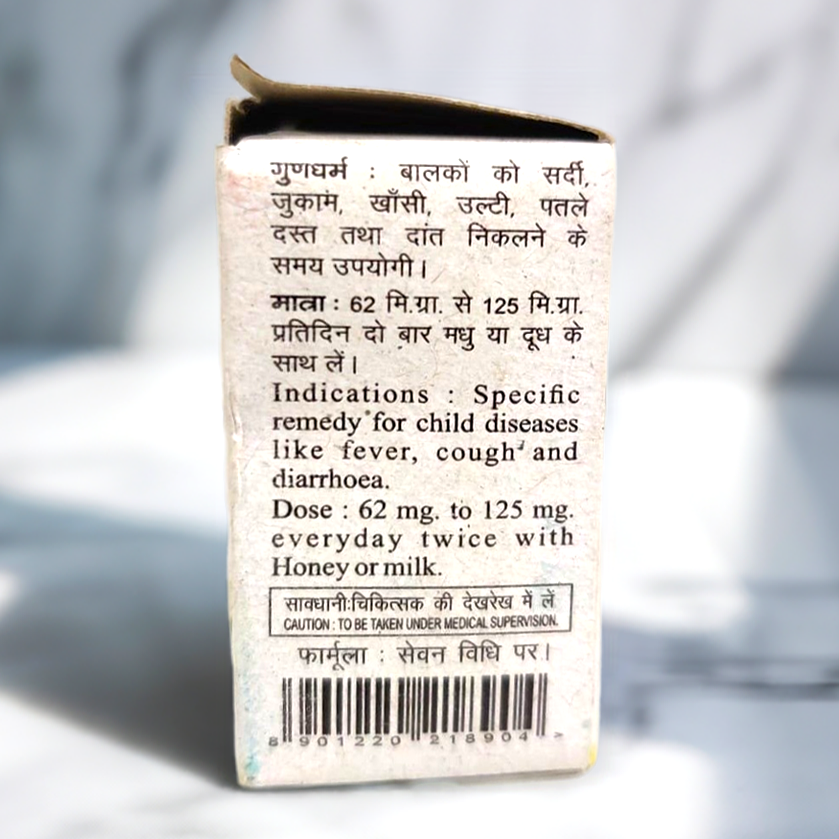 गुणधर्म : बालकों को सर्दी,
जुकाम, खाँसी, उल्टी, पतले
दस्त तथा दांत निकलने के
समय उपयोगी।
मात्रा : 62 मि.ग्रा. से 125 मि.ग्रा.
प्रतिदिन दो बार मधु या दूध के
साथ लें।
Indications : Specific
remedy for child diseases
like fever, cough and
diarrhoea.
Dose : 62 mg. to 125 mg.
everyday twice with
Honey or milk.
सावधानी:चिकित्सक की देखरेख में लें
CAUTION : TO BE TAKEN UNDER MEDICAL SUPERVISION.
फार्मूला : सेवन विधि पर।
8 901220 218904 >